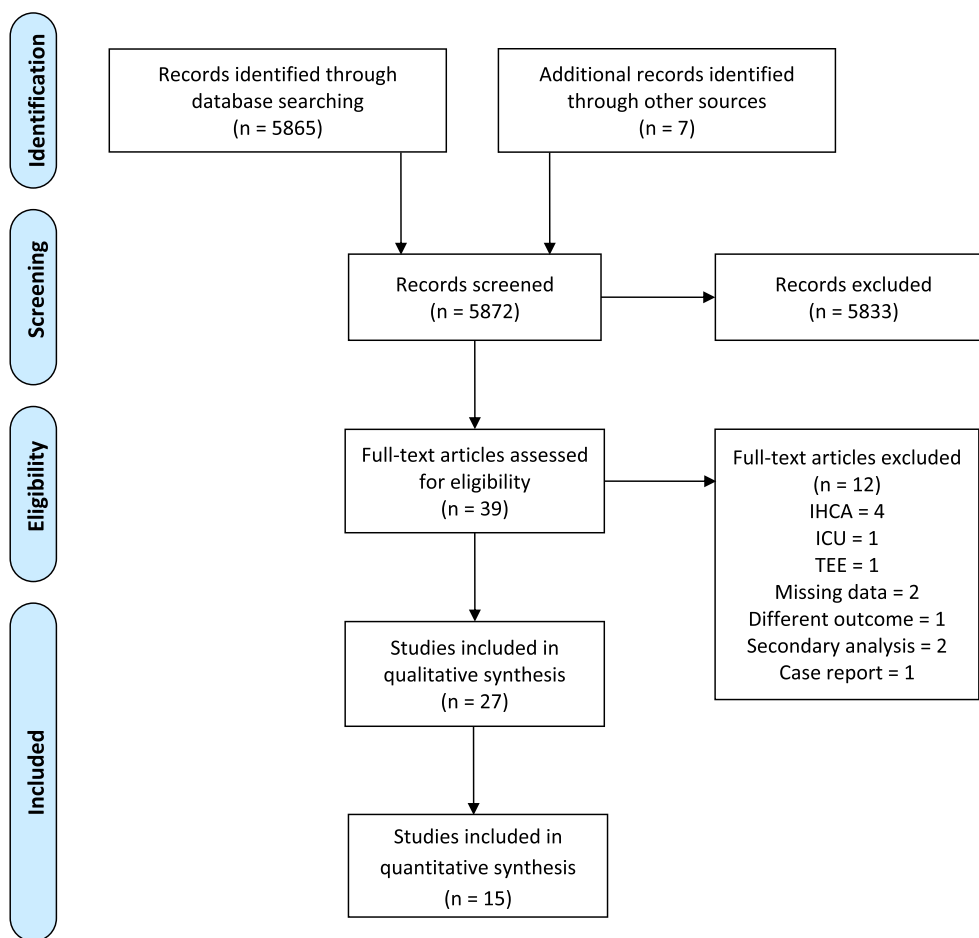 Identification
Records identified through
database searching
(n = 5865)
Additional records identified
through other sources
(n = 7)
Screening
Records screened
(n = 5872)
Records excluded
(n = 5833)
Eligibility
Full-text articles assessed
for eligibility
(n = 39)
Full-text articles excluded
(n = 12)
IHCA = 4
ICU = 1
TEE = 1
Missing data = 2
Different outcome = 1
Secondary analysis = 2
Case report = 1
Included
Studies included in
qualitative synthesis
(n = 27)
Studies included in
quantitative synthesis
(n = 15)